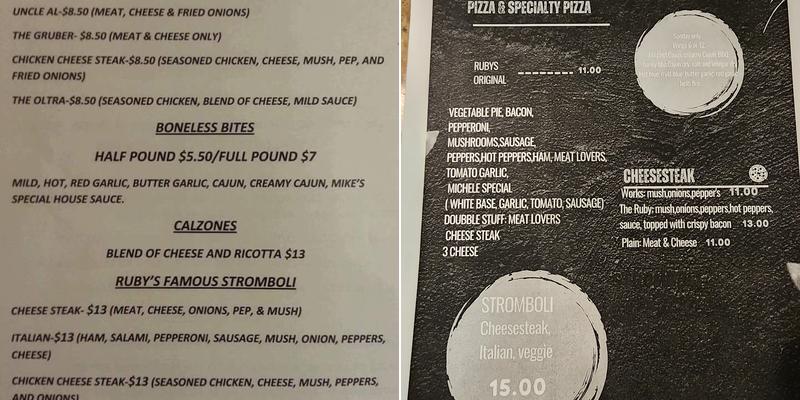 UNCLE AL-$8.50 (MEAT, CHEESE & FRIED ONIONS)
THE GRUBER- $8.50 (MEAT & CHEESE ONLY)
CHICKEN CHEESE STEAK-$8.50 (SEASONED CHICKEN, CHEESE, MUSH, PEP, AND
FRIED ONIONS)
THE OLTRA-$8.50 (SEASONED CHICKEN, BLEND OF CHEESE, MILD SAUCE)
BONELESS BITES
HALF POUND $5.50/FULL POUND $7
MILD, HOT, RED GARLIC, BUTTER GARLIC, CAJUN, CREAMY CAJUN, MIKE'S
SPECIAL HOUSE SAUCE.
CALZONES
BLEND OF CHEESE AND RICOTTA $13
RUBY'S FAMOUS STROMBOLI
CHEESE STEAK- $13 (MEAT, CHEESE, ONIONS, PEP, & MUSH)
ITALIAN-$13 (HAM, SALAMI, PEPPERONI, SAUSAGE, MUSH, ONION, PEPPERS,
CHEESE)
CHICKEN CHEESE STEAK-$13 (SEASONED CHICKEN, CHEESE, MUSH, PEPPERS,
AND ONIONS)
PIZZA & SPECIALTY PIZZA
RUBYS
ORIGINAL ---------- 11.00
VEGETABLE PIE, BACON,
PEPPERONI,
MUSHROOMS,SAUSAGE,
PEPPERS,HOT PEPPERS,HAM, MEAT LOVERS,
TOMATO GARLIC,
MICHELE SPECIAL
( WHITE BASE, GARLIC, TOMATO, SAUSAGE)
DOUBBLE STUFF: MEAT LOVERS
CHEESE STEAK
3 CHEESE
STROMBOLI
Cheesesteak,
Italian, veggie
15.00
Sunday only
CHEESESTEAK
Works: mush,onions,pepper's 11.00
The Ruby: mush,onions,peppers,hot peppers,
sauce, topped with crispy bacon 13.00
Plain: Meat & Cheese 11.00